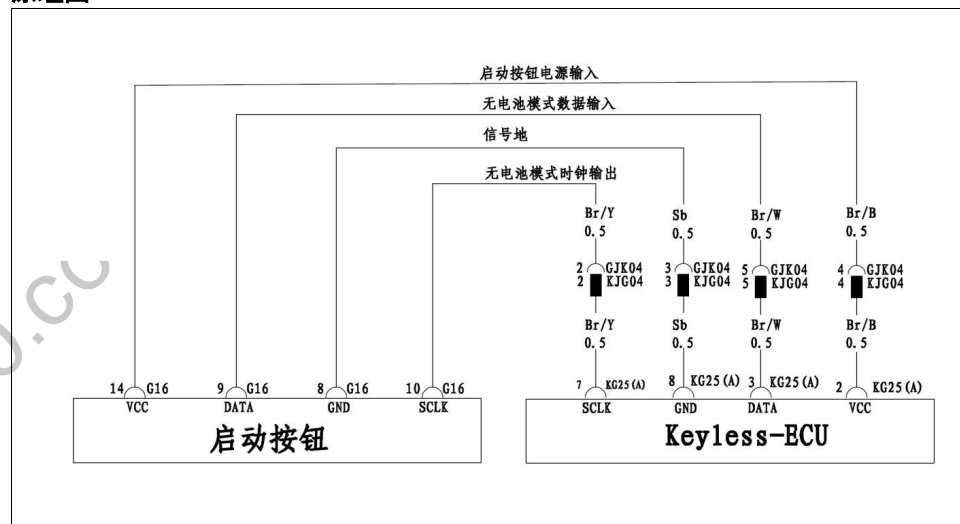 启动按钮电源输入
无电池模式数据输入
信号地
无电池模式时钟输出
Br/Y Sb Br/W Br/B
0.5 0.5 0.5 0.5
2 GJK04 3 GJK04 5 GJK04 4 GJK04
2 KJG04 3 KJG04 5 KJG04 4 KJG04
Br/Y Sb Br/W Br/B
0.5 0.5 0.5 0.5
14 G16 9 G16 8 G16 10 G16 7 KG25(A) 8 KG25(A) 3 KG25(A) 2 KG25(A)
VCC DATA GND SCLK SCLK GND DATA VCC
启动按钮 Keyless-ECU